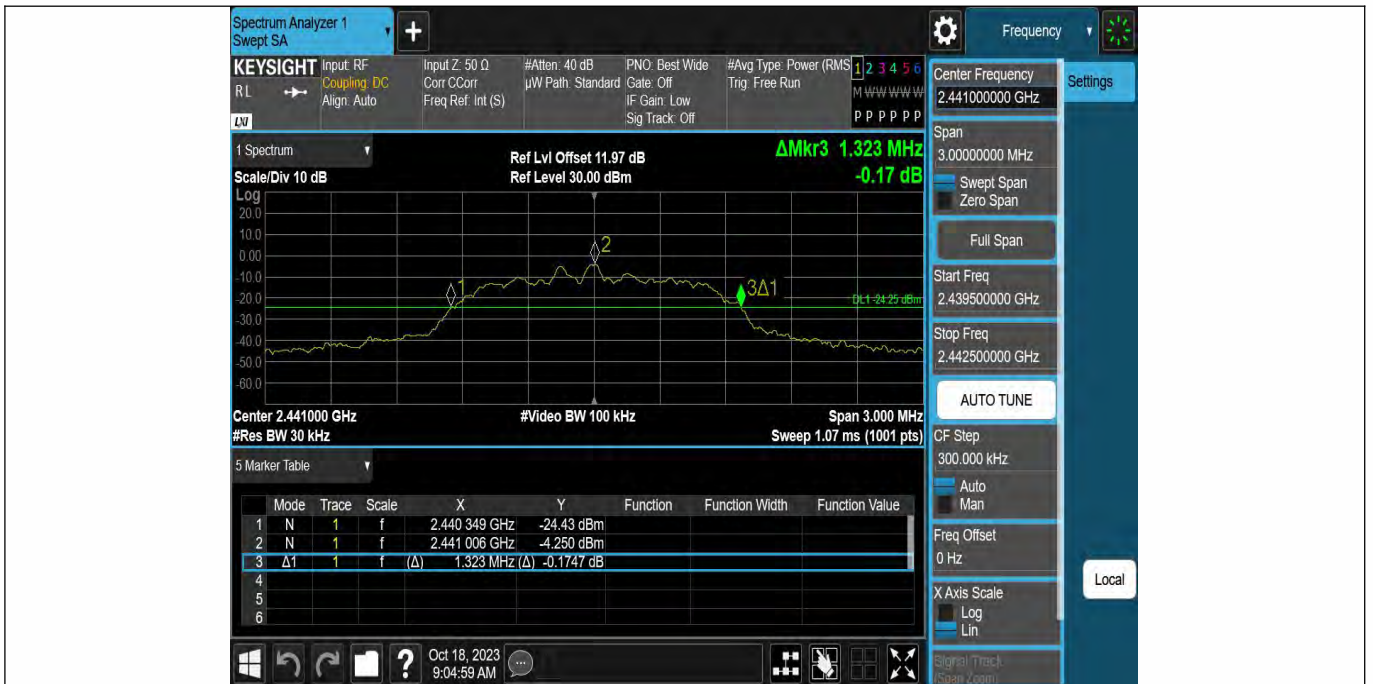 Spectrum Analyzer 1
Swept SA
+
Frequency
KEYSIGHT
RL
LXI
Input: RF
Coupling: DC
Align: Auto
Input Z: 50 Ω
Corr CCorr
Freq Ref: Int (S)
#Atten: 40 dB
µW Path: Standard
PNO: Best Wide
Gate: Off
IF Gain: Low
Sig Track: Off
#Avg Type: Power (RMS
Trig: Free Run
1 2 3 4 5 6
M W W W W W
P P P P P P
1 Spectrum
Scale/Div 10 dB
Ref Lvl Offset 11.97 dB
Ref Level 30.00 dBm
ΔMkr3 1.323 MHz
-0.17 dB
Log
20.0
10.0
0.00
-10.0
-20.0
-30.0
-40.0
-50.0
-60.0
1
2
3Δ1
DL1 -24.25 dBm
Center 2.441000 GHz
#Video BW 100 kHz
Span 3.000 MHz
#Res BW 30 kHz
Sweep 1.07 ms (1001 pts)
5 Marker Table
Mode Trace Scale X Y Function Function Width Function Value
1 N 1 f 2.440 349 GHz -24.43 dBm
2 N 1 f 2.441 006 GHz -4.250 dBm
3 Δ1 1 f (Δ) 1.323 MHz (Δ) -0.1747 dB
4
5
6
?
Oct 18, 2023
9:04:59 AM
Center Frequency
2.441000000 GHz
Span
3.00000000 MHz
Swept Span
Zero Span
Full Span
Start Freq
2.439500000 GHz
Stop Freq
2.442500000 GHz
AUTO TUNE
CF Step
300.000 kHz
Auto
Man
Freq Offset
0 Hz
X Axis Scale
Log
Lin
Signal Track
(Span Zoom)
Settings
Local